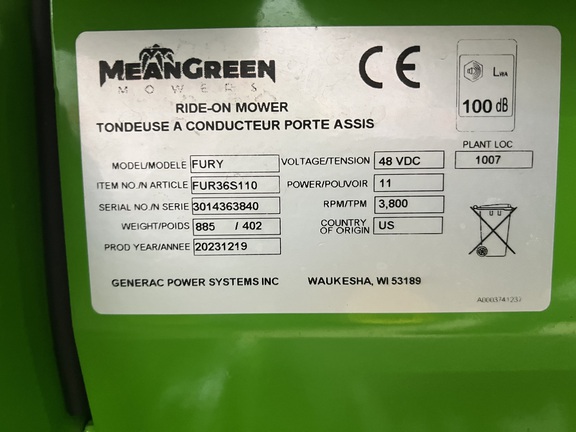 MEANGREEN
MOWERS
RIDE-ON MOWER
TONDEUSE A CONDUCTEUR PORTE ASSIS
CE
LWA
100 dB
PLANT LOC
1007
MODEL/MODELE FURY
ITEM NO./N ARTICLE FUR36S110
SERIAL NO./N SERIE 3014363840
WEIGHT/POIDS 885 / 402
PROD YEAR/ANNEE 20231219
VOLTAGE/TENSION 48 VDC
POWER/POUVOIR 11
RPM/TPM 3,800
COUNTRY
OF ORIGIN US
GENERAC POWER SYSTEMS INC WAUKESHA, WI 53189